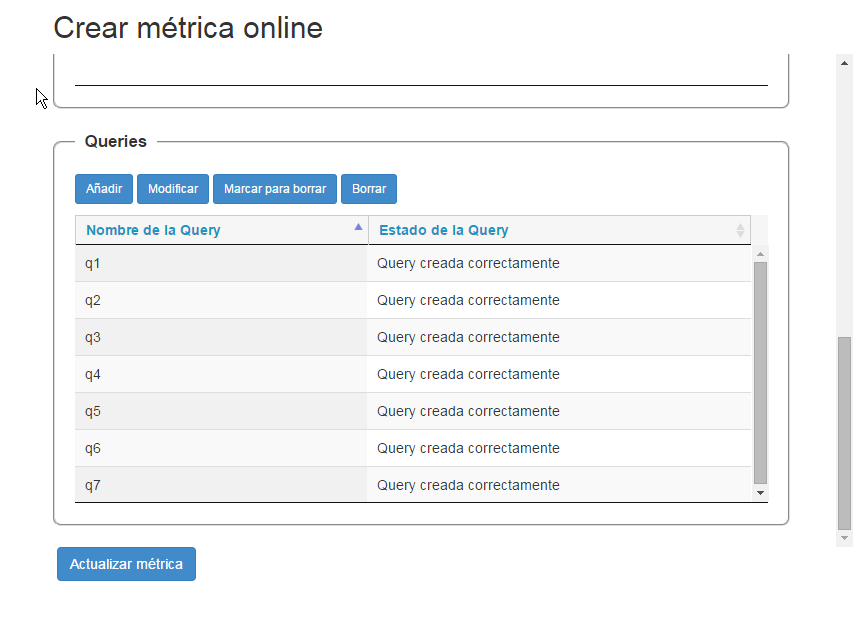 Crear métrica online
Queries
Añadir Modificar Marcar para borrar Borrar
Nombre de la Query Estado de la Query
q1 Query creada correctamente
q2 Query creada correctamente
q3 Query creada correctamente
q4 Query creada correctamente
q5 Query creada correctamente
q6 Query creada correctamente
q7 Query creada correctamente
Actualizar métrica